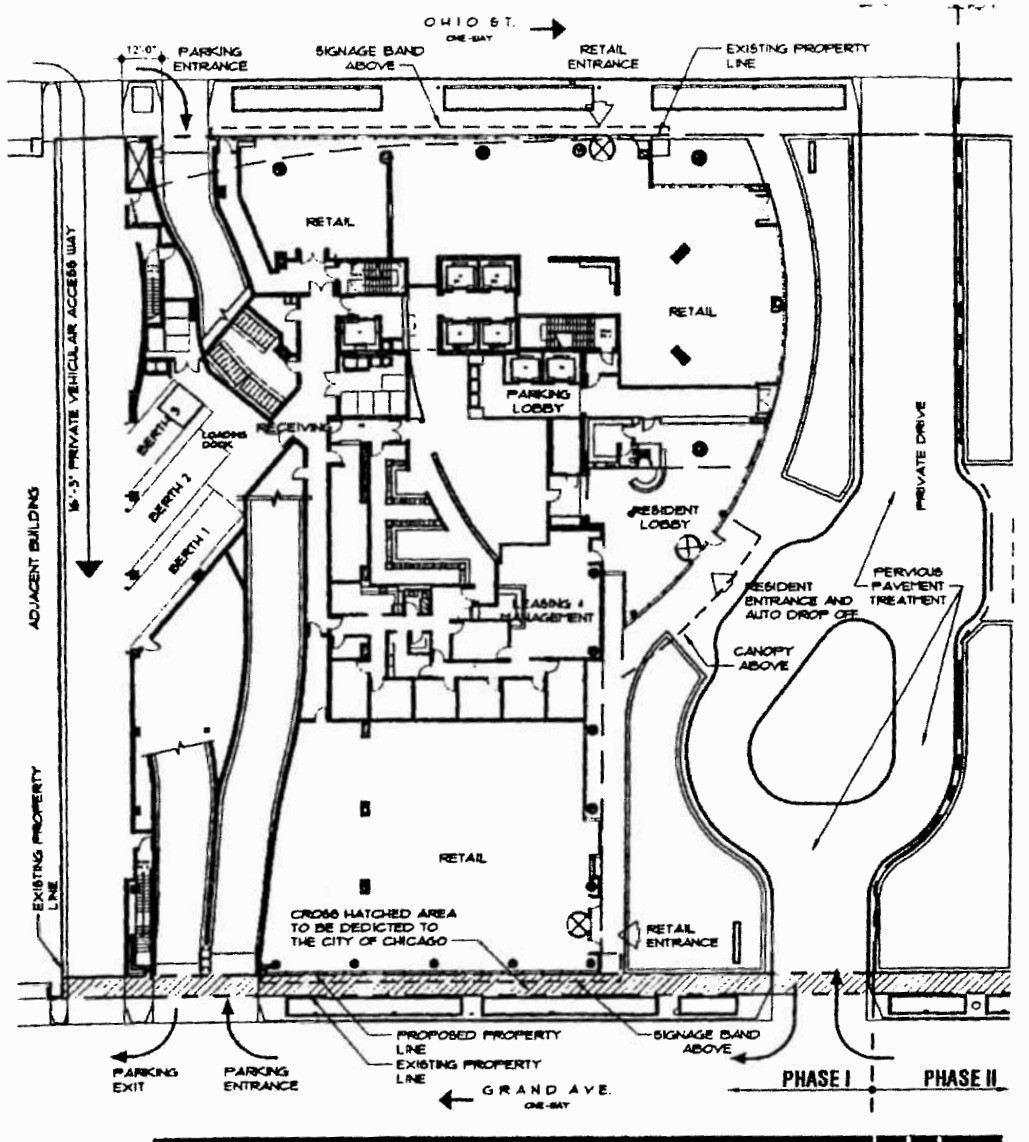 OHIO ST.
ONE-WAY
12'-0"
PARKING
ENTRANCE
SIGNAGE BAND
ABOVE
RETAIL
ENTRANCE
EXISTING PROPERTY
LINE
RETAIL
RETAIL
16'-3" PRIVATE VEHICULAR ACCESS WAY
PARKING
LOBBY
BERTH 3
LOADING
DOCK
RECEIVING
BERTH 2
BERTH 1
ADJACENT BUILDING
PRIVATE DRIVE
RESIDENT
LOBBY
RESIDENT
ENTRANCE AND
AUTO DROP OFF
PERVIOUS
PAVEMENT
TREATMENT
LEASING &
MANAGEMENT
CANOPY
ABOVE
EXISTING PROPERTY
LINE
RETAIL
CROSS HATCHED AREA
TO BE DEDICTED TO
THE CITY OF CHICAGO
RETAIL
ENTRANCE
PARKING
EXIT
PARKING
ENTRANCE
PROPOSED PROPERTY
LINE
EXISTING PROPERTY
LINE
SIGNAGE BAND
ABOVE
GRAND AVE.
ONE-WAY
PHASE I
PHASE II